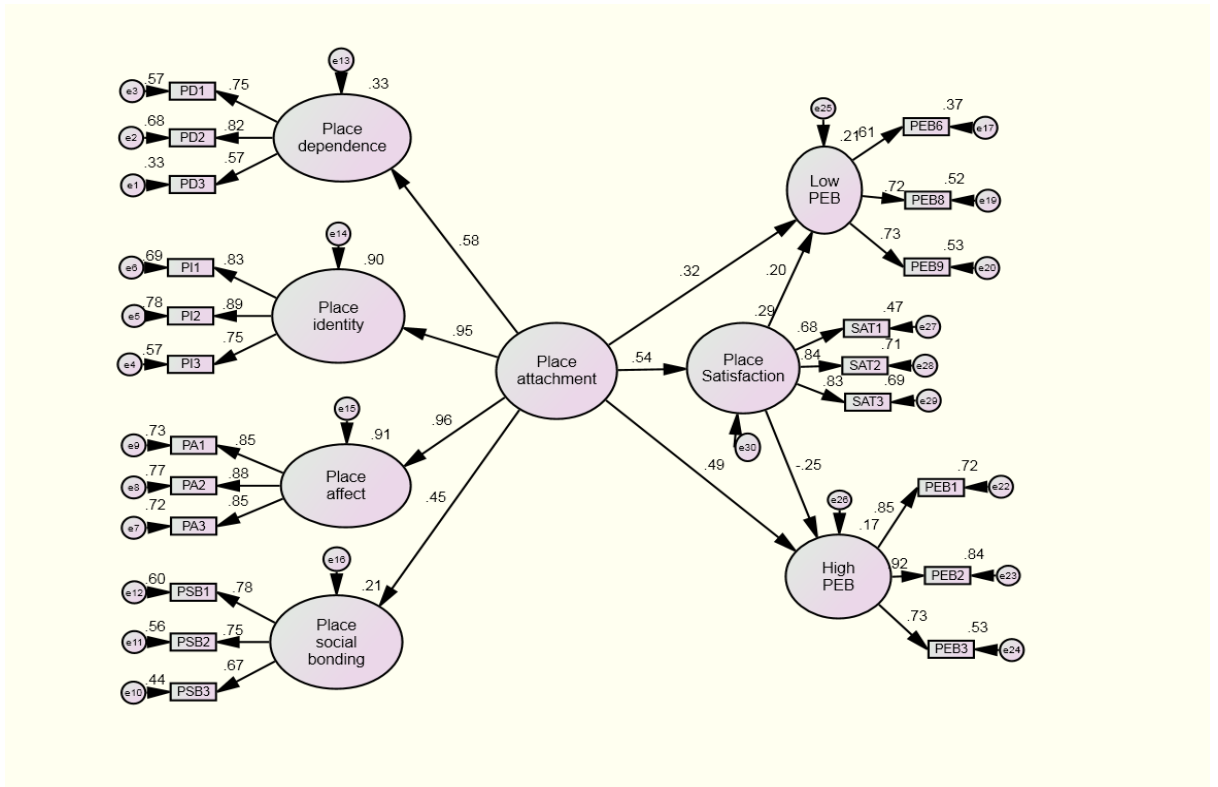 e13
.33
Place
dependence
e3
.57
PD1
.75
e2
.68
PD2
.82
e1
.33
PD3
.57
.58
e14
.90
Place
identity
e6
.69
PI1
.83
e5
.78
PI2
.89
e4
.57
PI3
.75
.95
e15
.91
Place
affect
e9
.73
PA1
.85
e8
.77
PA2
.88
e7
.72
PA3
.85
.96
e16
.21
Place
social
bonding
e12
.60
PSB1
.78
e11
.56
PSB2
.75
e10
.44
PSB3
.67
.45
Place
attachment
.32
.54
.49
e25
.21
Low
PEB
.61
PEB6
.37
e17
.72
PEB8
.52
e19
.73
PEB9
.53
e20
.20
.29
Place
Satisfaction
e30
.68
SAT1
.47
e27
.84
SAT2
.71
e28
.83
SAT3
.69
e29
-.25
e26
.17
High
PEB
.85
PEB1
.72
e22
.92
PEB2
.84
e23
.73
PEB3
.53
e24